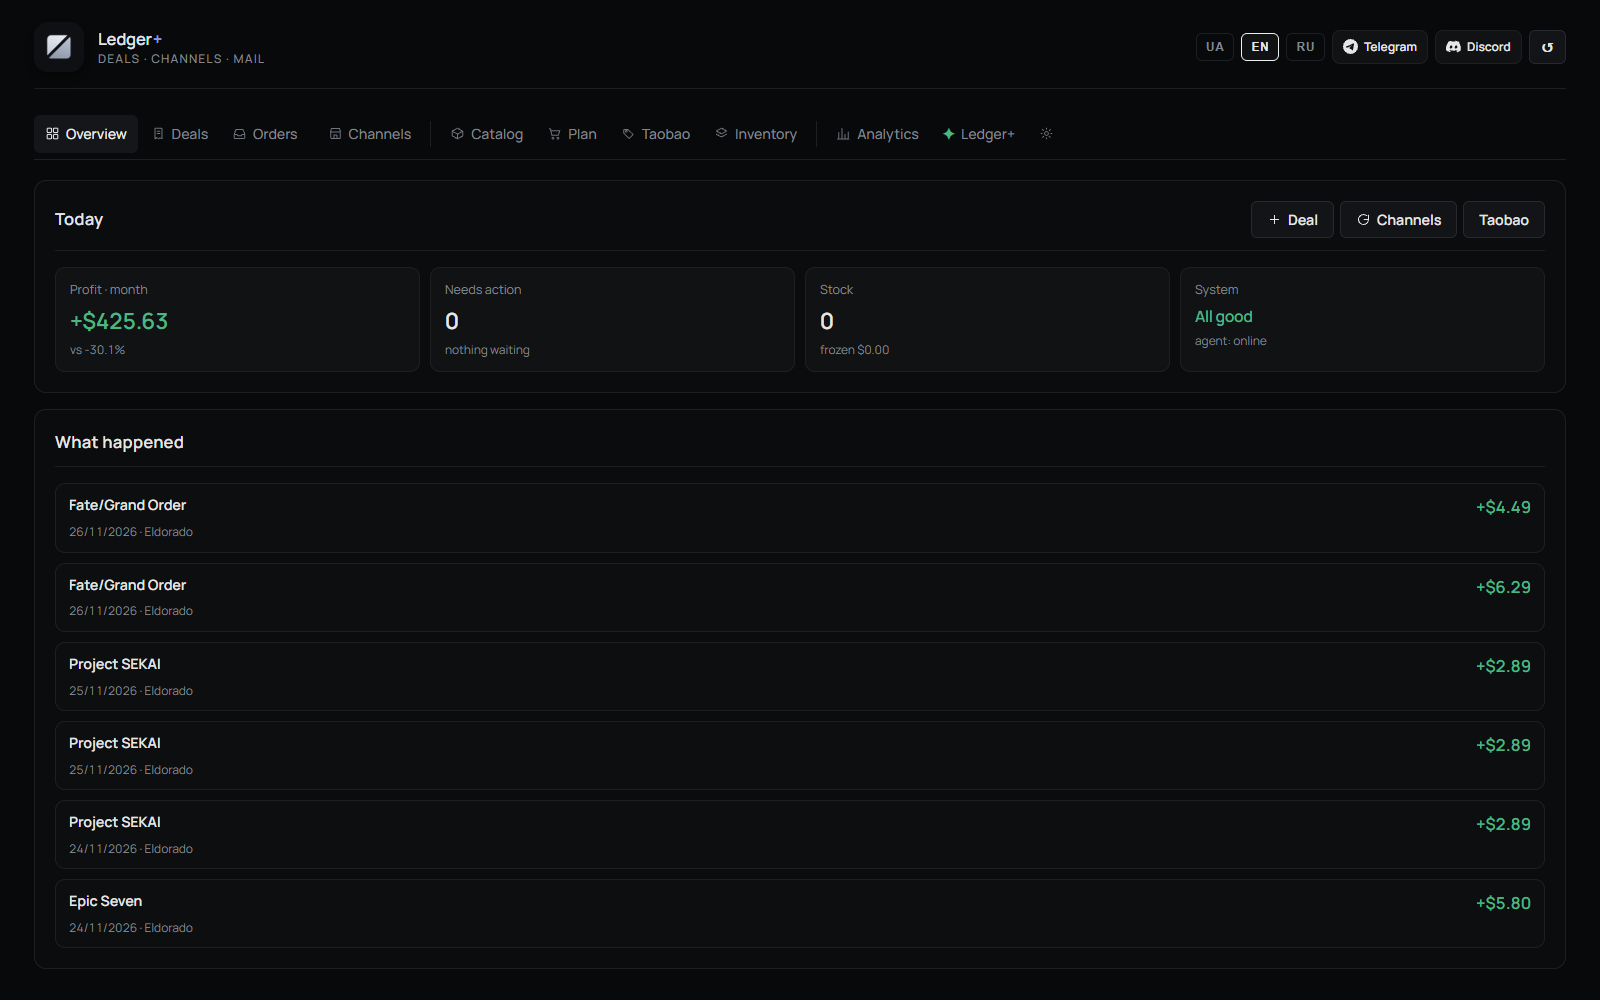 Ledger+
DEALS · CHANNELS · MAIL
UA EN RU Telegram Discord ↺
Overview Deals Orders Channels Catalog Plan Taobao Inventory Analytics Ledger+
Today
+ Deal Channels Taobao
Profit · month
+$425.63
vs -30.1%
Needs action
0
nothing waiting
Stock
0
frozen $0.00
System
All good
agent: online
What happened
Fate/Grand Order
+$4.49
26/11/2026 · Eldorado
Fate/Grand Order
+$6.29
26/11/2026 · Eldorado
Project SEKAI
+$2.89
25/11/2026 · Eldorado
Project SEKAI
+$2.89
25/11/2026 · Eldorado
Project SEKAI
+$2.89
24/11/2026 · Eldorado
Epic Seven
+$5.80
24/11/2026 · Eldorado